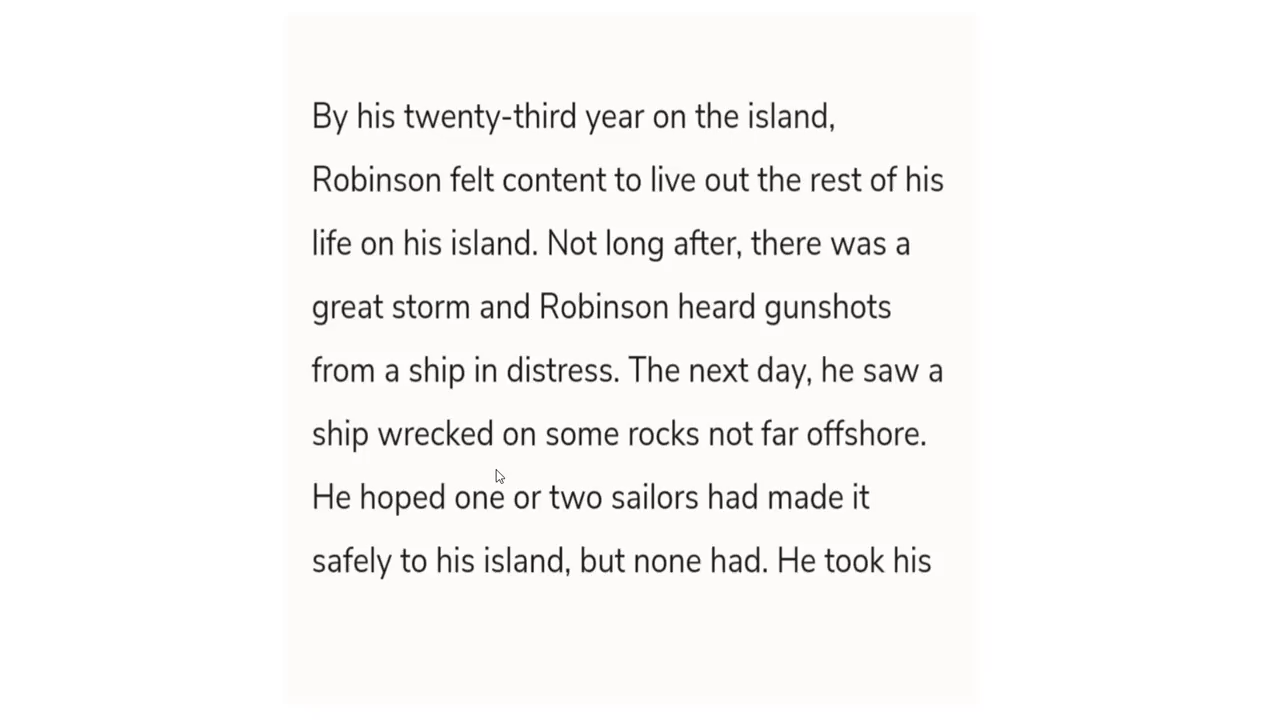 By his twenty-third year on the island,
Robinson felt content to live out the rest of his
life on his island. Not long after, there was a
great storm and Robinson heard gunshots
from a ship in distress. The next day, he saw a
ship wrecked on some rocks not far offshore.
He hoped one or two sailors had made it
safely to his island, but none had. He took his